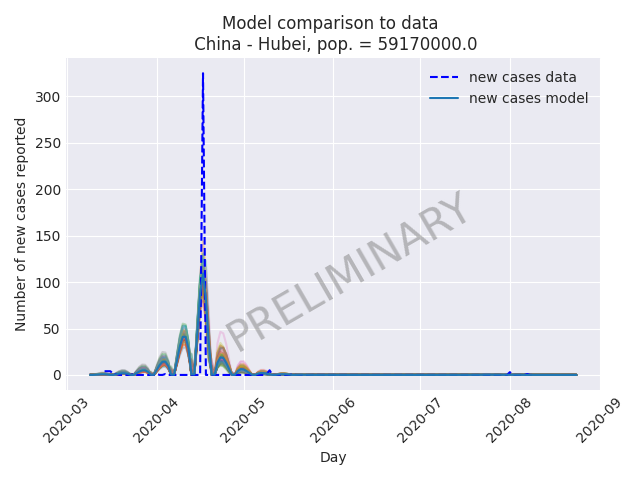 Model comparison to data
China - Hubei, pop. = 59170000.0
new cases data
new cases model
Number of new cases reported
300
250
200
150
100
50
0
PRELIMINARY
2020-03
2020-04
2020-05
2020-06
2020-07
2020-08
2020-09
Day